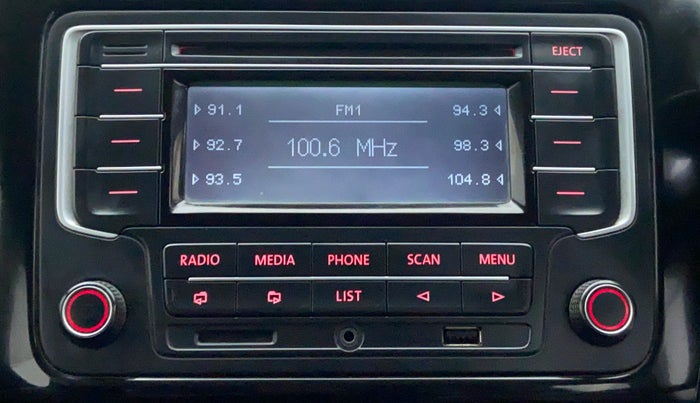 EJECT
91.1 FM1 94.3
92.7 100.6 MHz 98.3
93.5 104.8
RADIO MEDIA PHONE SCAN MENU
LIST